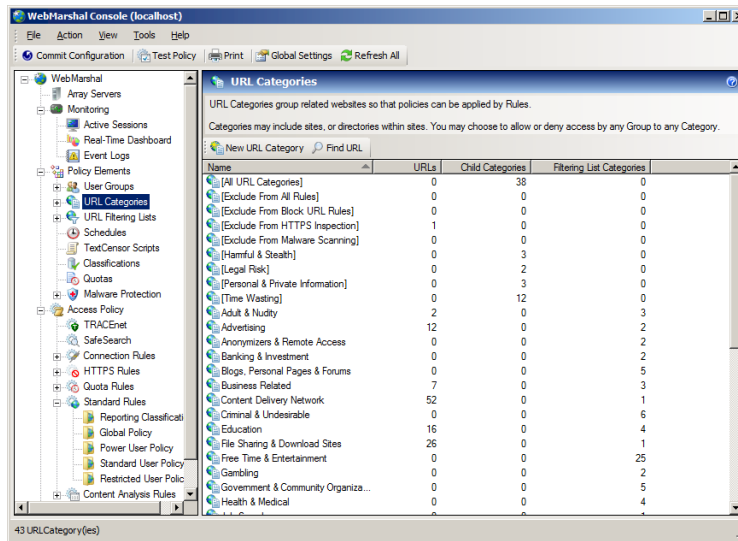 WebMarshal Console (localhost)
File Action View Tools Help
Commit Configuration Test Policy Print Global Settings Refresh All
WebMarshal
Array Servers
Monitoring
Active Sessions
Real-Time Dashboard
Event Logs
Policy Elements
User Groups
URL Categories
URL Filtering Lists
Schedules
TextCensor Scripts
Classifications
Quotas
Malware Protection
Access Policy
TRACEnet
SafeSearch
Connection Rules
HTTPS Rules
Quota Rules
Standard Rules
Reporting Classificati
Global Policy
Power User Policy
Standard User Policy
Restricted User Polic
Content Analysis Rules
URL Categories
URL Categories group related websites so that policies can be applied by Rules.
Categories may include sites, or directories within sites. You may choose to allow or deny access by any Group to any Category.
New URL Category Find URL
Name URLs Child Categories Filtering List Categories
[All URL Categories] 0 38 0
[Exclude From All Rules] 0 0 0
[Exclude From Block URL Rules] 0 0 0
[Exclude From HTTPS Inspection] 1 0 0
[Exclude From Malware Scanning] 0 0 0
[Harmful & Stealth] 0 3 0
[Legal Risk] 0 2 0
[Personal & Private Information] 0 3 0
[Time Wasting] 0 12 0
Adult & Nudity 2 0 3
Advertising 12 0 2
Anonymizers & Remote Access 0 0 2
Banking & Investment 0 0 2
Blogs, Personal Pages & Forums 0 0 5
Business Related 7 0 3
Content Delivery Network 52 0 1
Criminal & Undesirable 0 0 6
Education 16 0 4
File Sharing & Download Sites 26 0 1
Free Time & Entertainment 0 0 25
Gambling 0 0 2
Government & Community Organiza... 0 0 5
Health & Medical 0 0 4
43 URLCategory(ies)